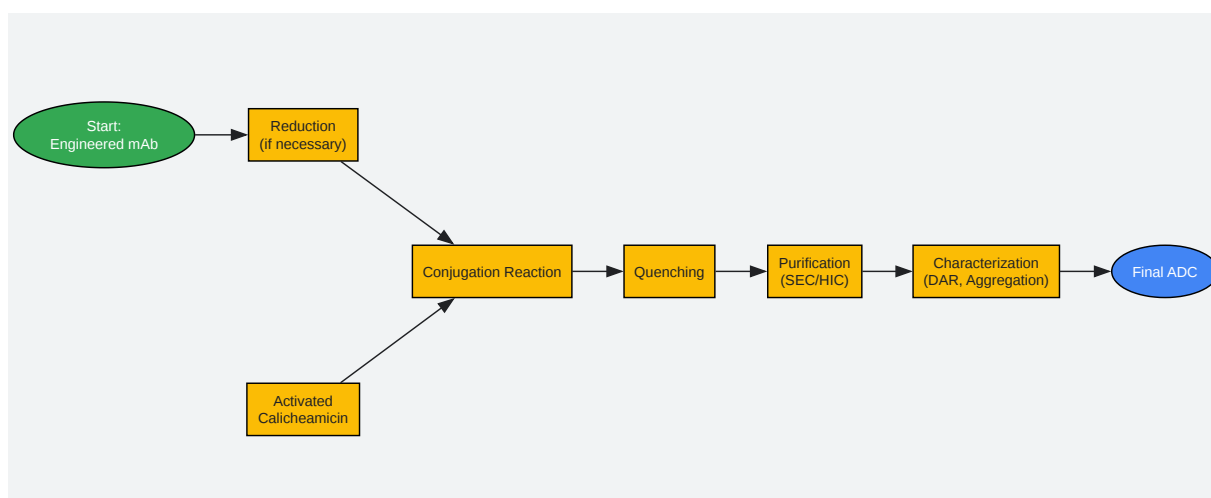 Start:
Engineered mAb
Reduction
(if necessary)
Activated
Calicheamicin
Conjugation Reaction
Quenching
Purification
(SEC/HIC)
Characterization
(DAR, Aggregation)
Final ADC